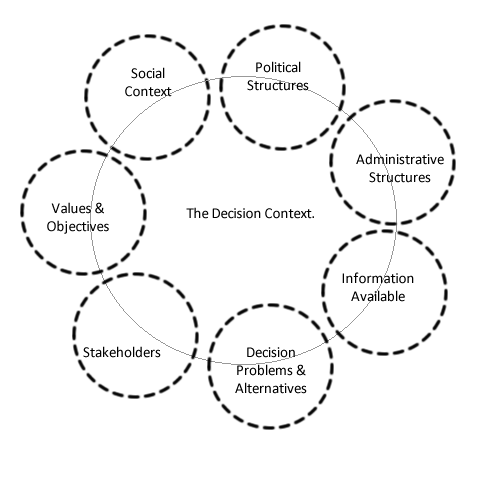 Social
Context
Political
Structures
Administrative
Structures
Values &
Objectives
The Decision Context.
Information
Available
Stakeholders
Decision
Problems &
Alternatives